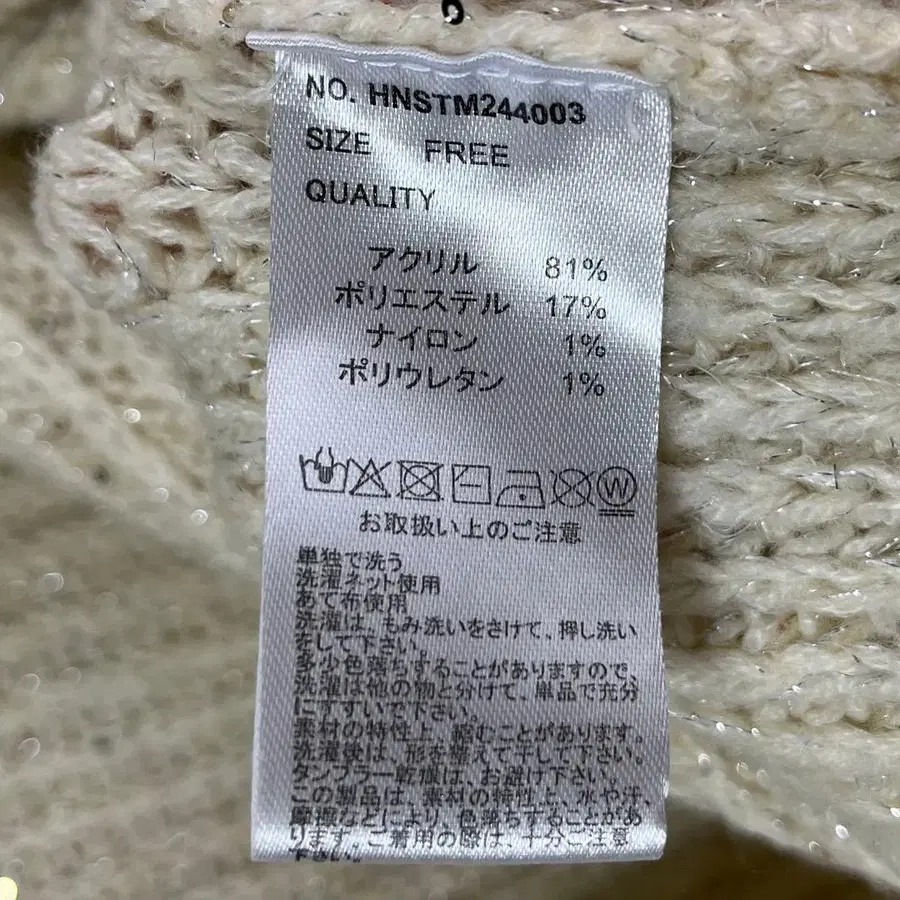 NO. HNSTM244003
SIZE FREE
QUALITY
アクリル 81%
ポリエステル 17%
ナイロン 1%
ポリウレタン 1%
W
お取扱い上のご注意
単独で洗う
洗濯ネット使用
あて布使用
洗濯は、もみ洗いをさけて、押し洗い
をして下さい。
多少色落ちすることがありますので、
洗濯は他の物と分けて、単品で充分
にすすいで下さい。
素材の特性上、縮むことがあります。
洗濯後は、形を整えて干して下さい。
タンブラー乾燥は、お避け下さい。
この製品は、素材の特性と、水や汗、
摩擦などにより、色落ちすることがあ
ります。ご着用の際は、十分ご注意
下さい。